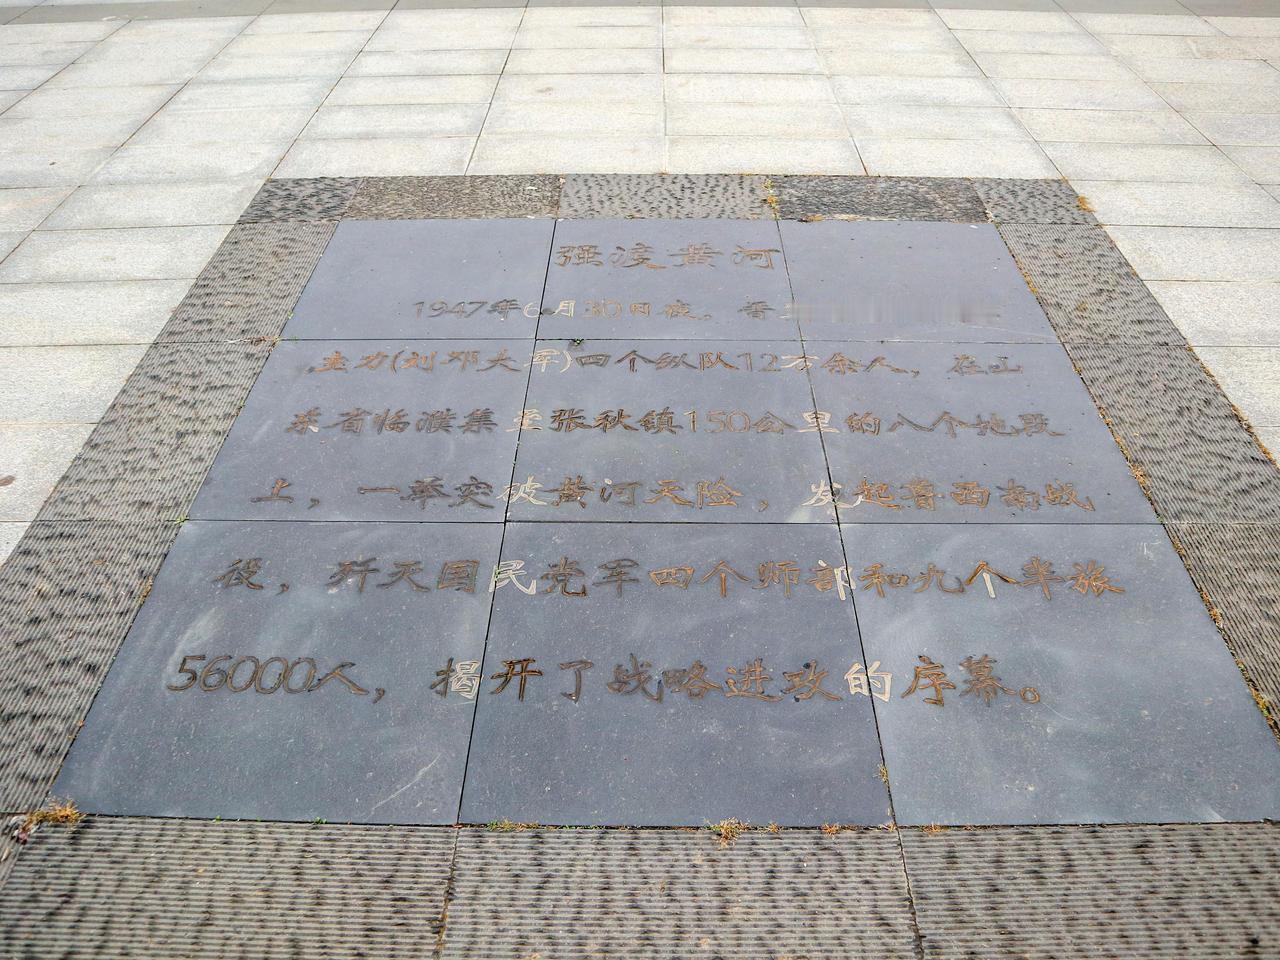 强渡黄河
1947年6月30日夜。晋
主力(刘邓大军)四个纵队12万余人，在山
东省临濮集至张秋镇150公里的八个地段
上，一举突破黄河天险，发起鲁西南战
役，歼灭国民党军四个师部和九个半旅
56000人，揭开了战略进攻的序幕。